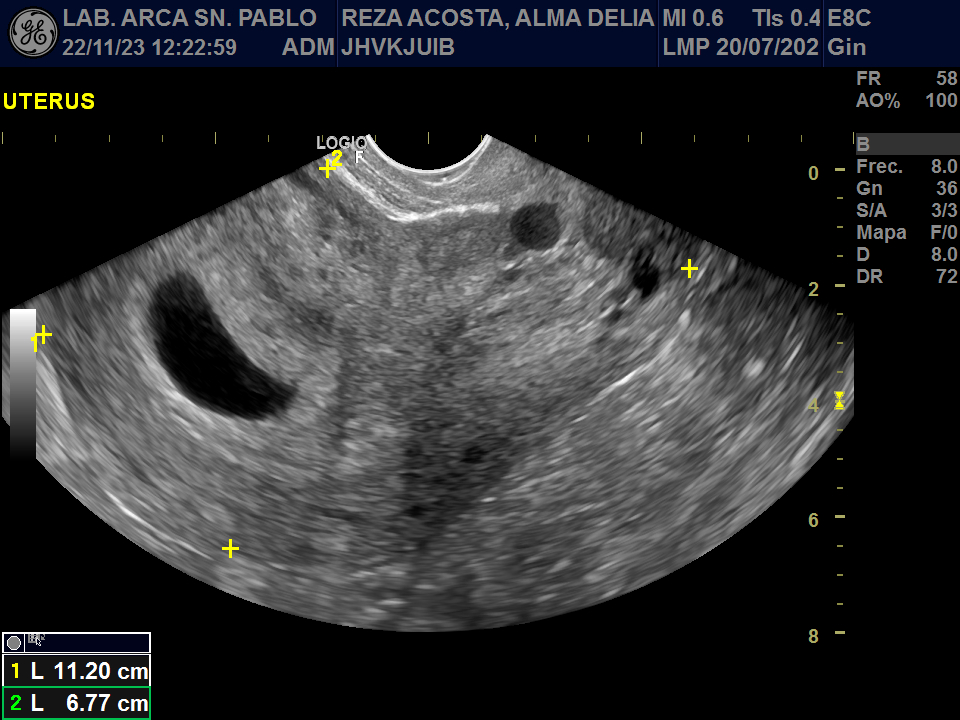 LAB. ARCA SN. PABLO REZA ACOSTA, ALMA DELIA MI 0.6 TIs 0.4 E8C
22/11/23 12:22:59 ADM JHVKJUIB LMP 20/07/202 Gin
FR 58
UTERUS
AO% 100
LOGIQ
B
2 F
Frec. 8.0
0
Gn 36
S/A 3/3
Mapa F/0
D 8.0
DR 72
2
1
4
6
8
1 L 11.20 cm
2 L 6.77 cm